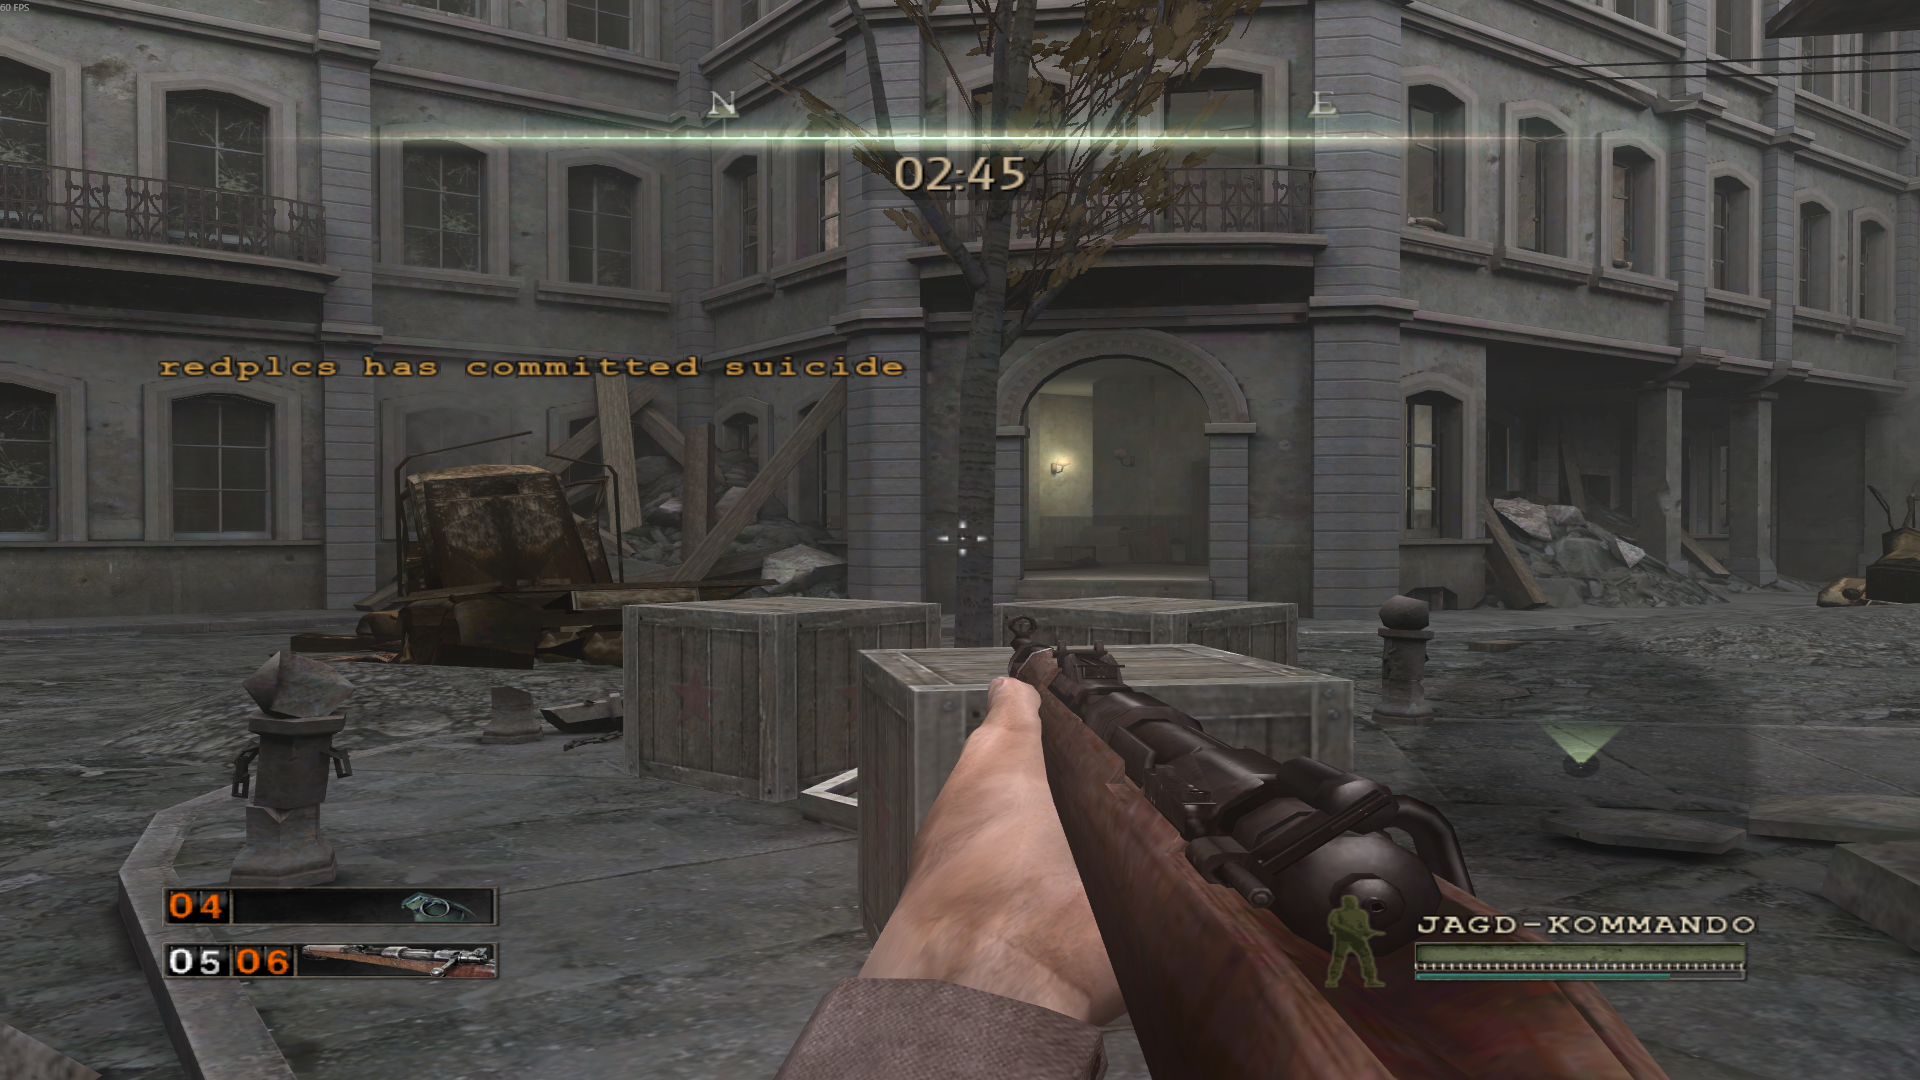 60 FPS
N E
02:45
redplcs has committed suicide
04
05 06
JAGD-KOMMANDO